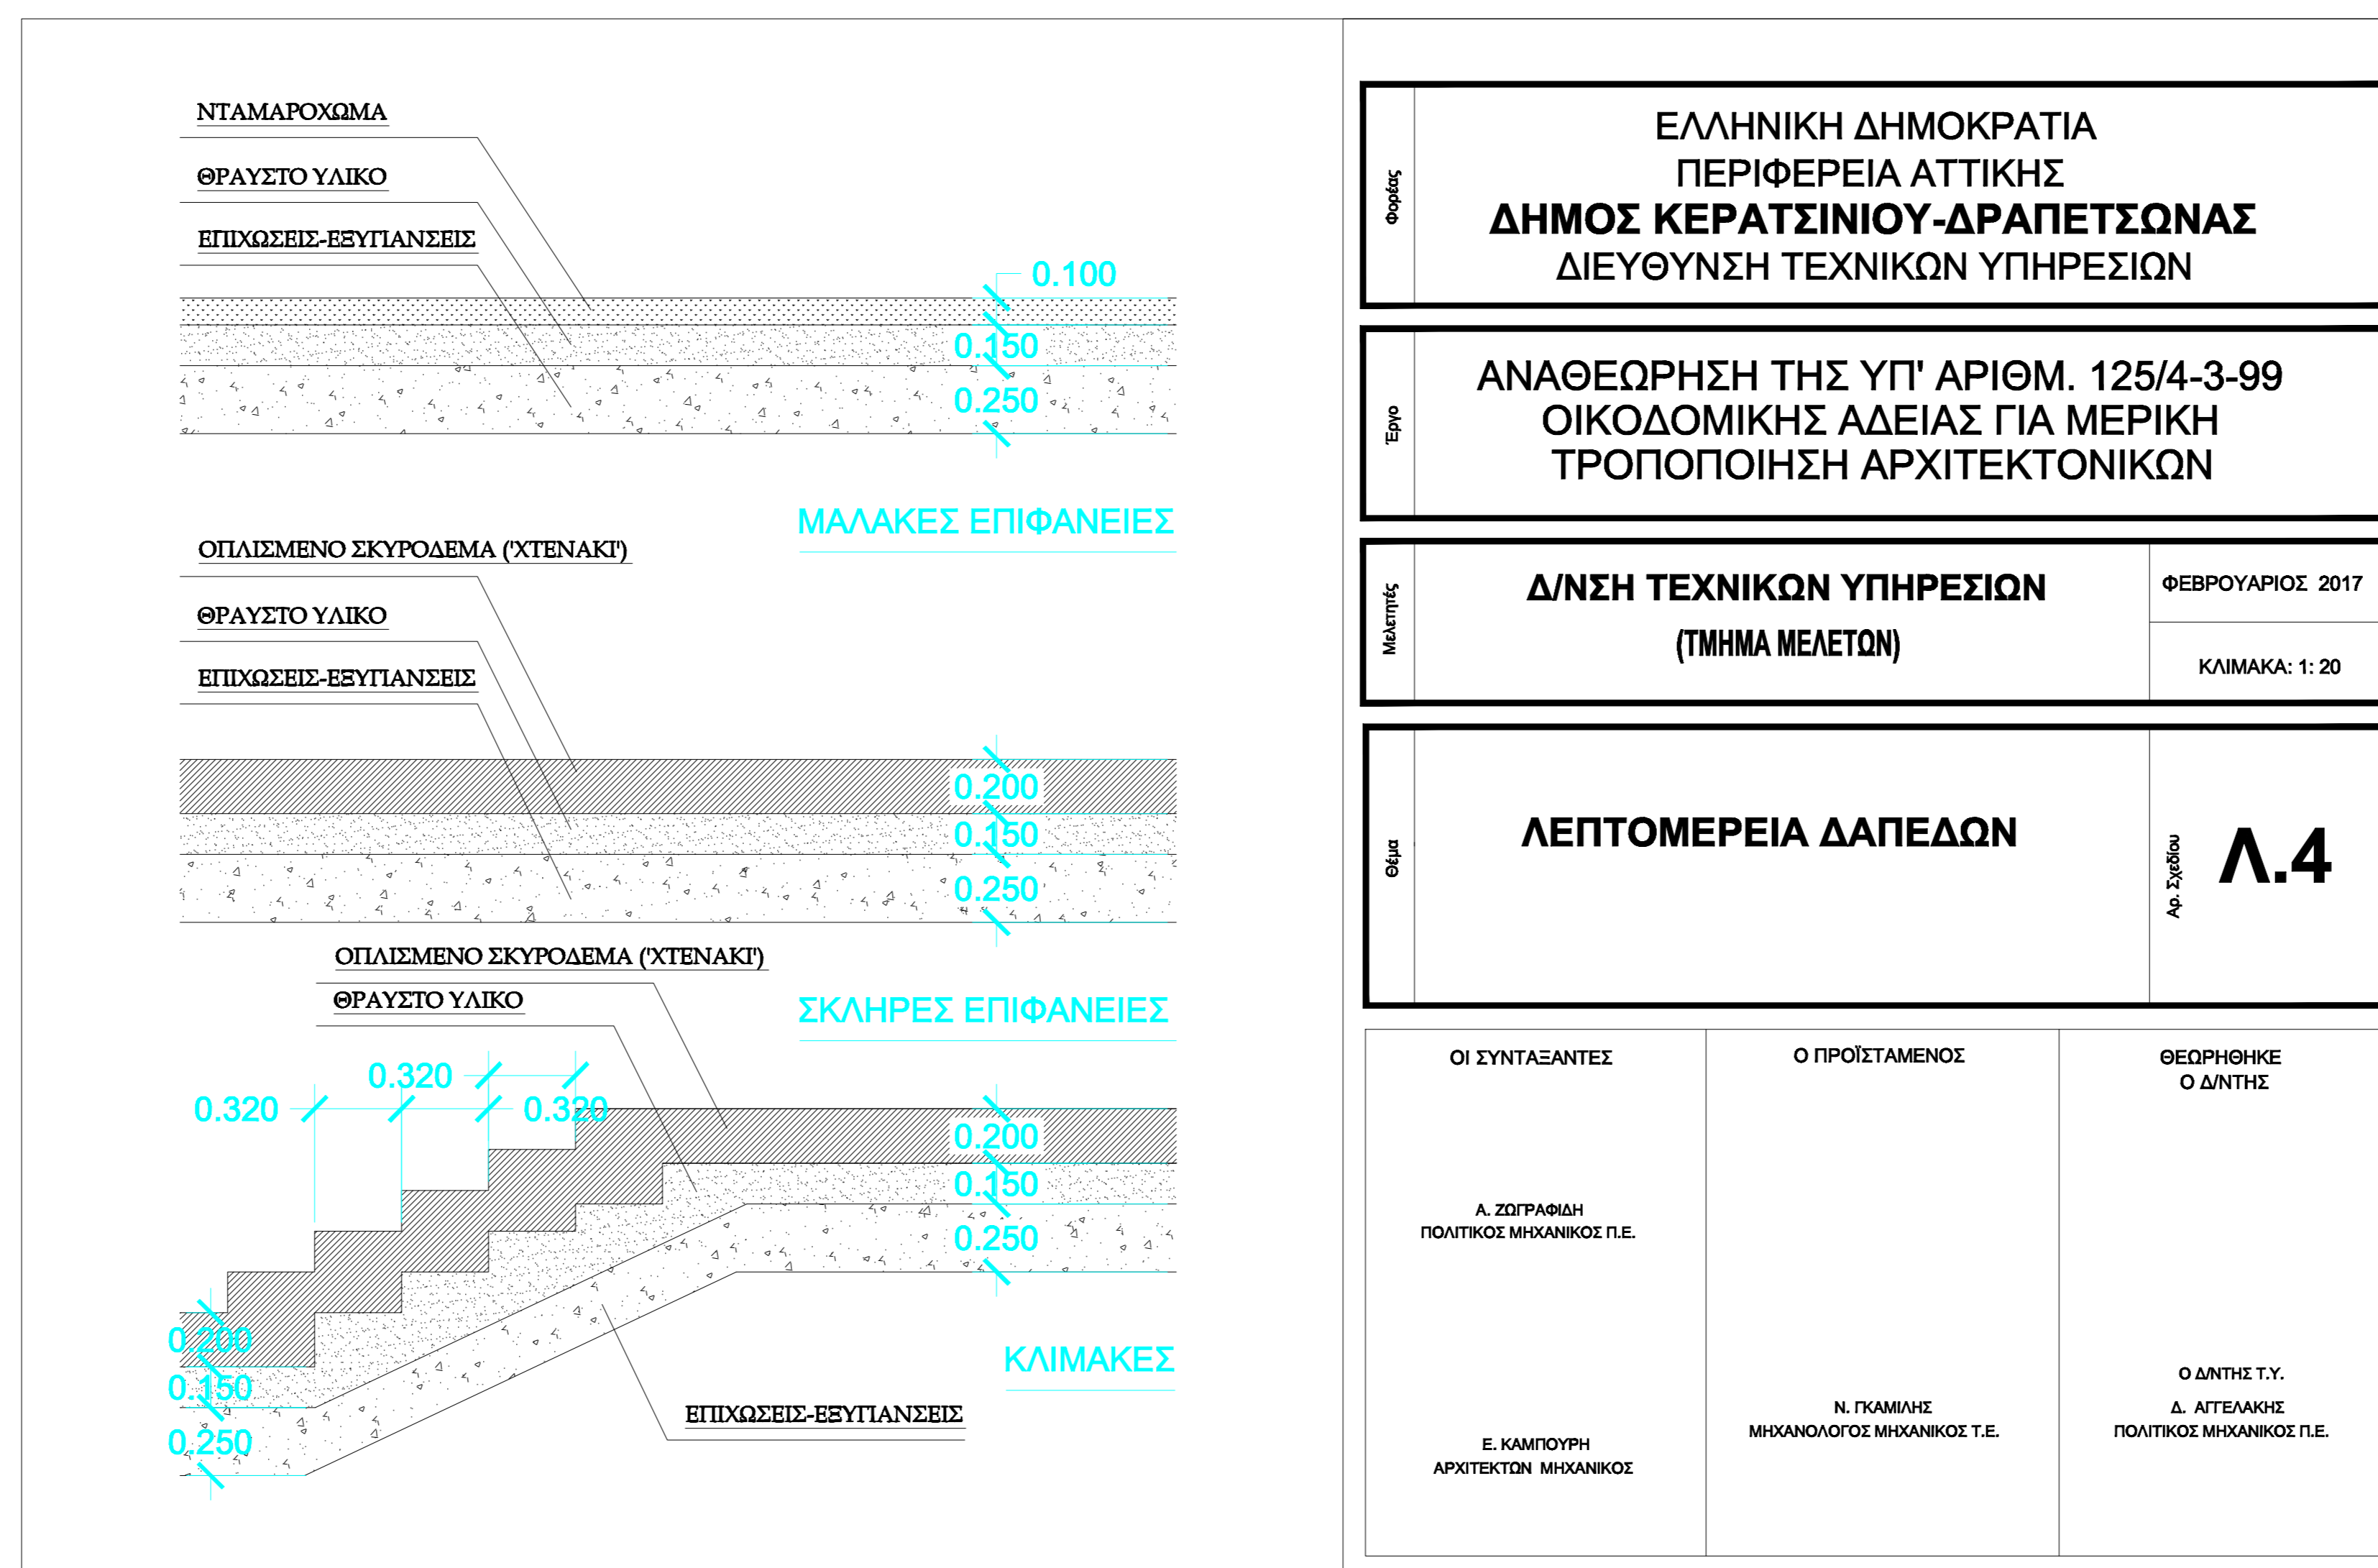 ΝΤΑΜΑΡΟΧΩΜΑ
ΘΡΑΥΣΤΟ ΥΛΙΚΟ
ΕΠΙΧΩΣΕΙΣ-ΕΞΥΓΙΑΝΣΕΙΣ
0.100
0.150
0.250
ΜΑΛΑΚΕΣ ΕΠΙΦΑΝΕΙΕΣ
ΟΠΛΙΣΜΕΝΟ ΣΚΥΡΟΔΕΜΑ ('ΧΤΕΝΑΚΙ')
ΘΡΑΥΣΤΟ ΥΛΙΚΟ
ΕΠΙΧΩΣΕΙΣ-ΕΞΥΓΙΑΝΣΕΙΣ
0.200
0.150
0.250
ΣΚΛΗΡΕΣ ΕΠΙΦΑΝΕΙΕΣ
ΟΠΛΙΣΜΕΝΟ ΣΚΥΡΟΔΕΜΑ ('ΧΤΕΝΑΚΙ')
ΘΡΑΥΣΤΟ ΥΛΙΚΟ
0.320
0.320
0.320
0.200
0.150
0.250
0.200
0.150
0.250
ΚΛΙΜΑΚΕΣ
ΕΠΙΧΩΣΕΙΣ-ΕΞΥΓΙΑΝΣΕΙΣ
Φορέας
ΕΛΛΗΝΙΚΗ ΔΗΜΟΚΡΑΤΙΑ
ΠΕΡΙΦΕΡΕΙΑ ΑΤΤΙΚΗΣ
ΔΗΜΟΣ ΚΕΡΑΤΣΙΝΙΟΥ-ΔΡΑΠΕΤΣΩΝΑΣ
ΔΙΕΥΘΥΝΣΗ ΤΕΧΝΙΚΩΝ ΥΠΗΡΕΣΙΩΝ
Έργο
ΑΝΑΘΕΩΡΗΣΗ ΤΗΣ ΥΠ' ΑΡΙΘΜ. 125/4-3-99
ΟΙΚΟΔΟΜΙΚΗΣ ΑΔΕΙΑΣ ΓΙΑ ΜΕΡΙΚΗ
ΤΡΟΠΟΠΟΙΗΣΗ ΑΡΧΙΤΕΚΤΟΝΙΚΩΝ
Μελετητές
Δ/ΝΣΗ ΤΕΧΝΙΚΩΝ ΥΠΗΡΕΣΙΩΝ
(ΤΜΗΜΑ ΜΕΛΕΤΩΝ)
ΦΕΒΡΟΥΑΡΙΟΣ 2017
ΚΛΙΜΑΚΑ: 1: 20
Θέμα
ΛΕΠΤΟΜΕΡΕΙΑ ΔΑΠΕΔΩΝ
Αρ. Σχεδίου
Λ.4
ΟΙ ΣΥΝΤΑΞΑΝΤΕΣ
Α. ΖΩΓΡΑΦΙΔΗ
ΠΟΛΙΤΙΚΟΣ ΜΗΧΑΝΙΚΟΣ Π.Ε.
Ε. ΚΑΜΠΟΥΡΗ
ΑΡΧΙΤΕΚΤΩΝ ΜΗΧΑΝΙΚΟΣ
Ο ΠΡΟΪΣΤΑΜΕΝΟΣ
Ν. ΓΚΑΜΙΛΗΣ
ΜΗΧΑΝΟΛΟΓΟΣ ΜΗΧΑΝΙΚΟΣ Τ.Ε.
ΘΕΩΡΗΘΗΚΕ
Ο Δ/ΝΤΗΣ
Ο Δ/ΝΤΗΣ Τ.Υ.
Δ. ΑΓΓΕΛΑΚΗΣ
ΠΟΛΙΤΙΚΟΣ ΜΗΧΑΝΙΚΟΣ Π.Ε.